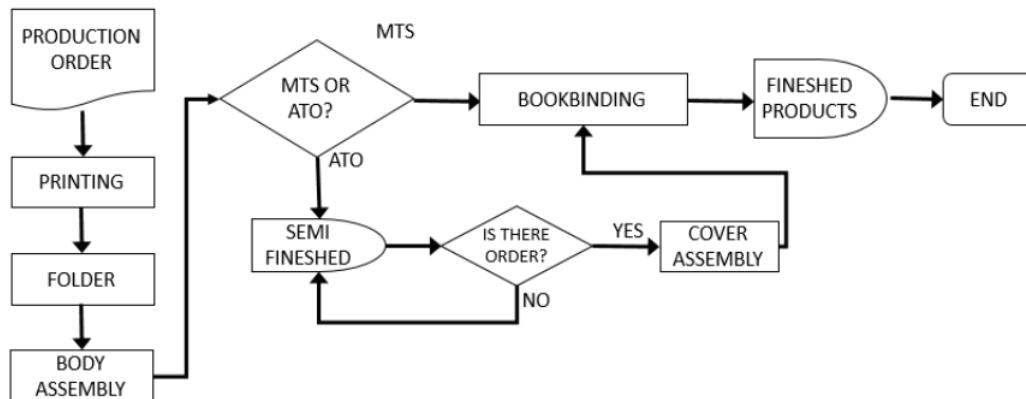 PRODUCTION
ORDER
PRINTING
FOLDER
BODY
ASSEMBLY
MTS
MTS OR
ATO?
ATO
BOOKBINDING
FINESHED
PRODUCTS
END
SEMI
FINESHED
IS THERE
ORDER?
YES
NO
COVER
ASSEMBLY